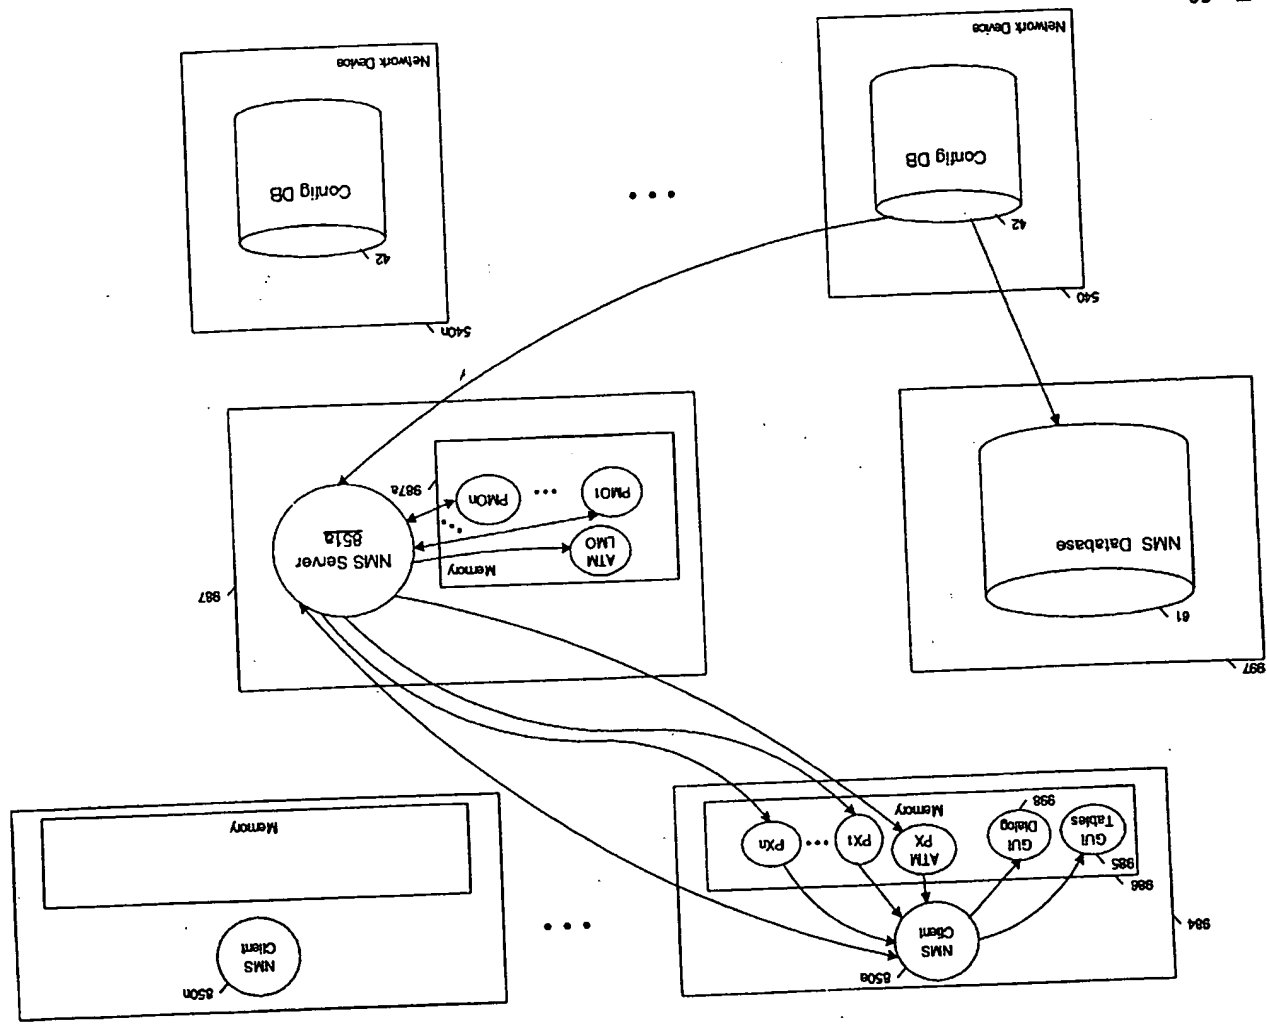 850a
NMS
Client
984
986
985
GUI
Tables
998
GUI
Dialog
ATM
PX
PX1
•••
PXn
Memory
•••
850n
NMS
Client
Memory
997
61
NMS Database
987
NMS Server
851a
Memory
ATM
LMO
PMO1
•••
PMOn
987a
540
42
Config DB
Network Device
•••
540n
42
Config DB
Network Device